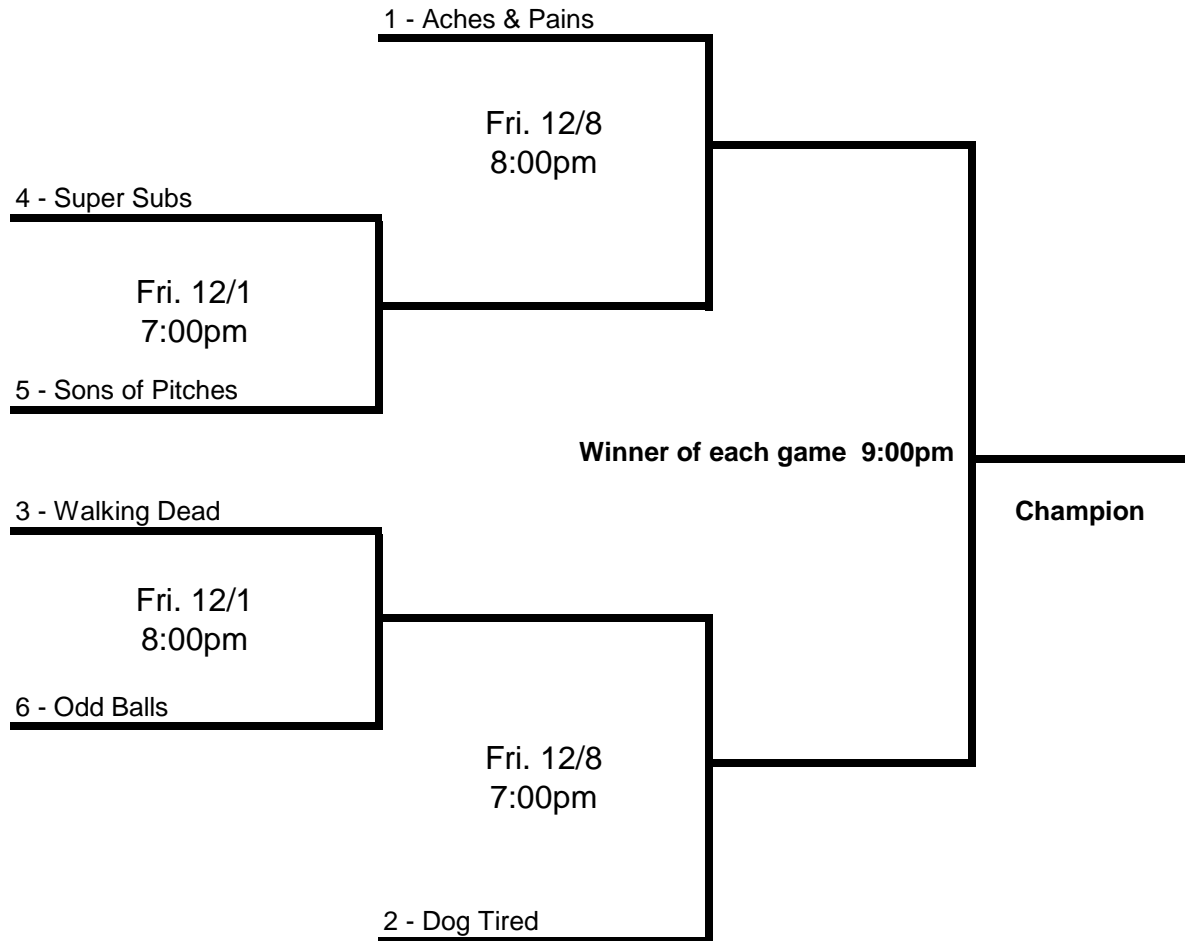 1 - Aches & Pains
Fri. 12/8
8:00pm
4 - Super Subs
Fri. 12/1
7:00pm
5 - Sons of Pitches
Winner of each game  9:00pm
3 - Walking Dead
Champion
Fri. 12/1
8:00pm
6 - Odd Balls
Fri. 12/8
7:00pm
2 - Dog Tired